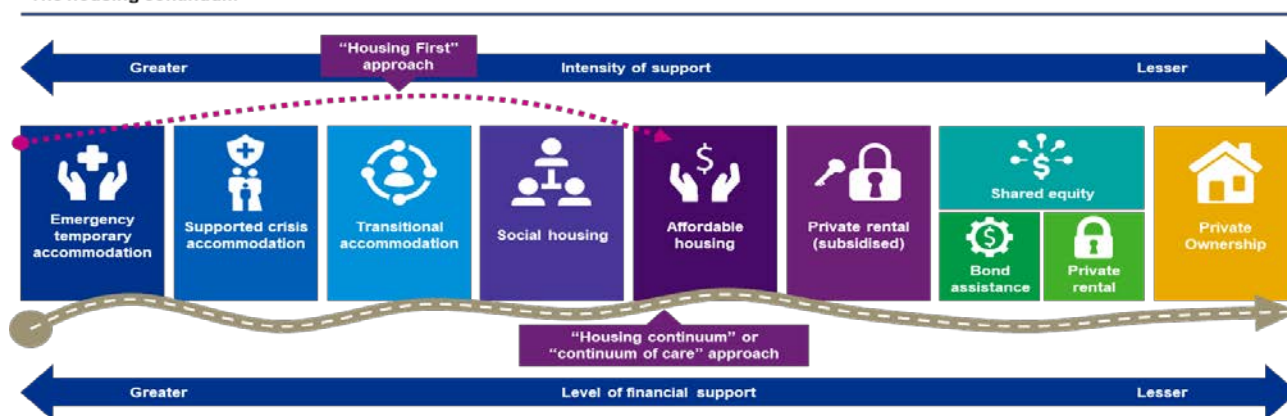 "Housing First"
approach
Greater
Intensity of support
Lesser
Emergency
temporary
accommodation
Supported crisis
accommodation
Transitional
accommodation
Social housing
Affordable
housing
Private rental
(subsidised)
Shared equity
Bond
assistance
Private
rental
Private
Ownership
"Housing continuum" or
"continuum of care" approach
Greater
Level of financial support
Lesser